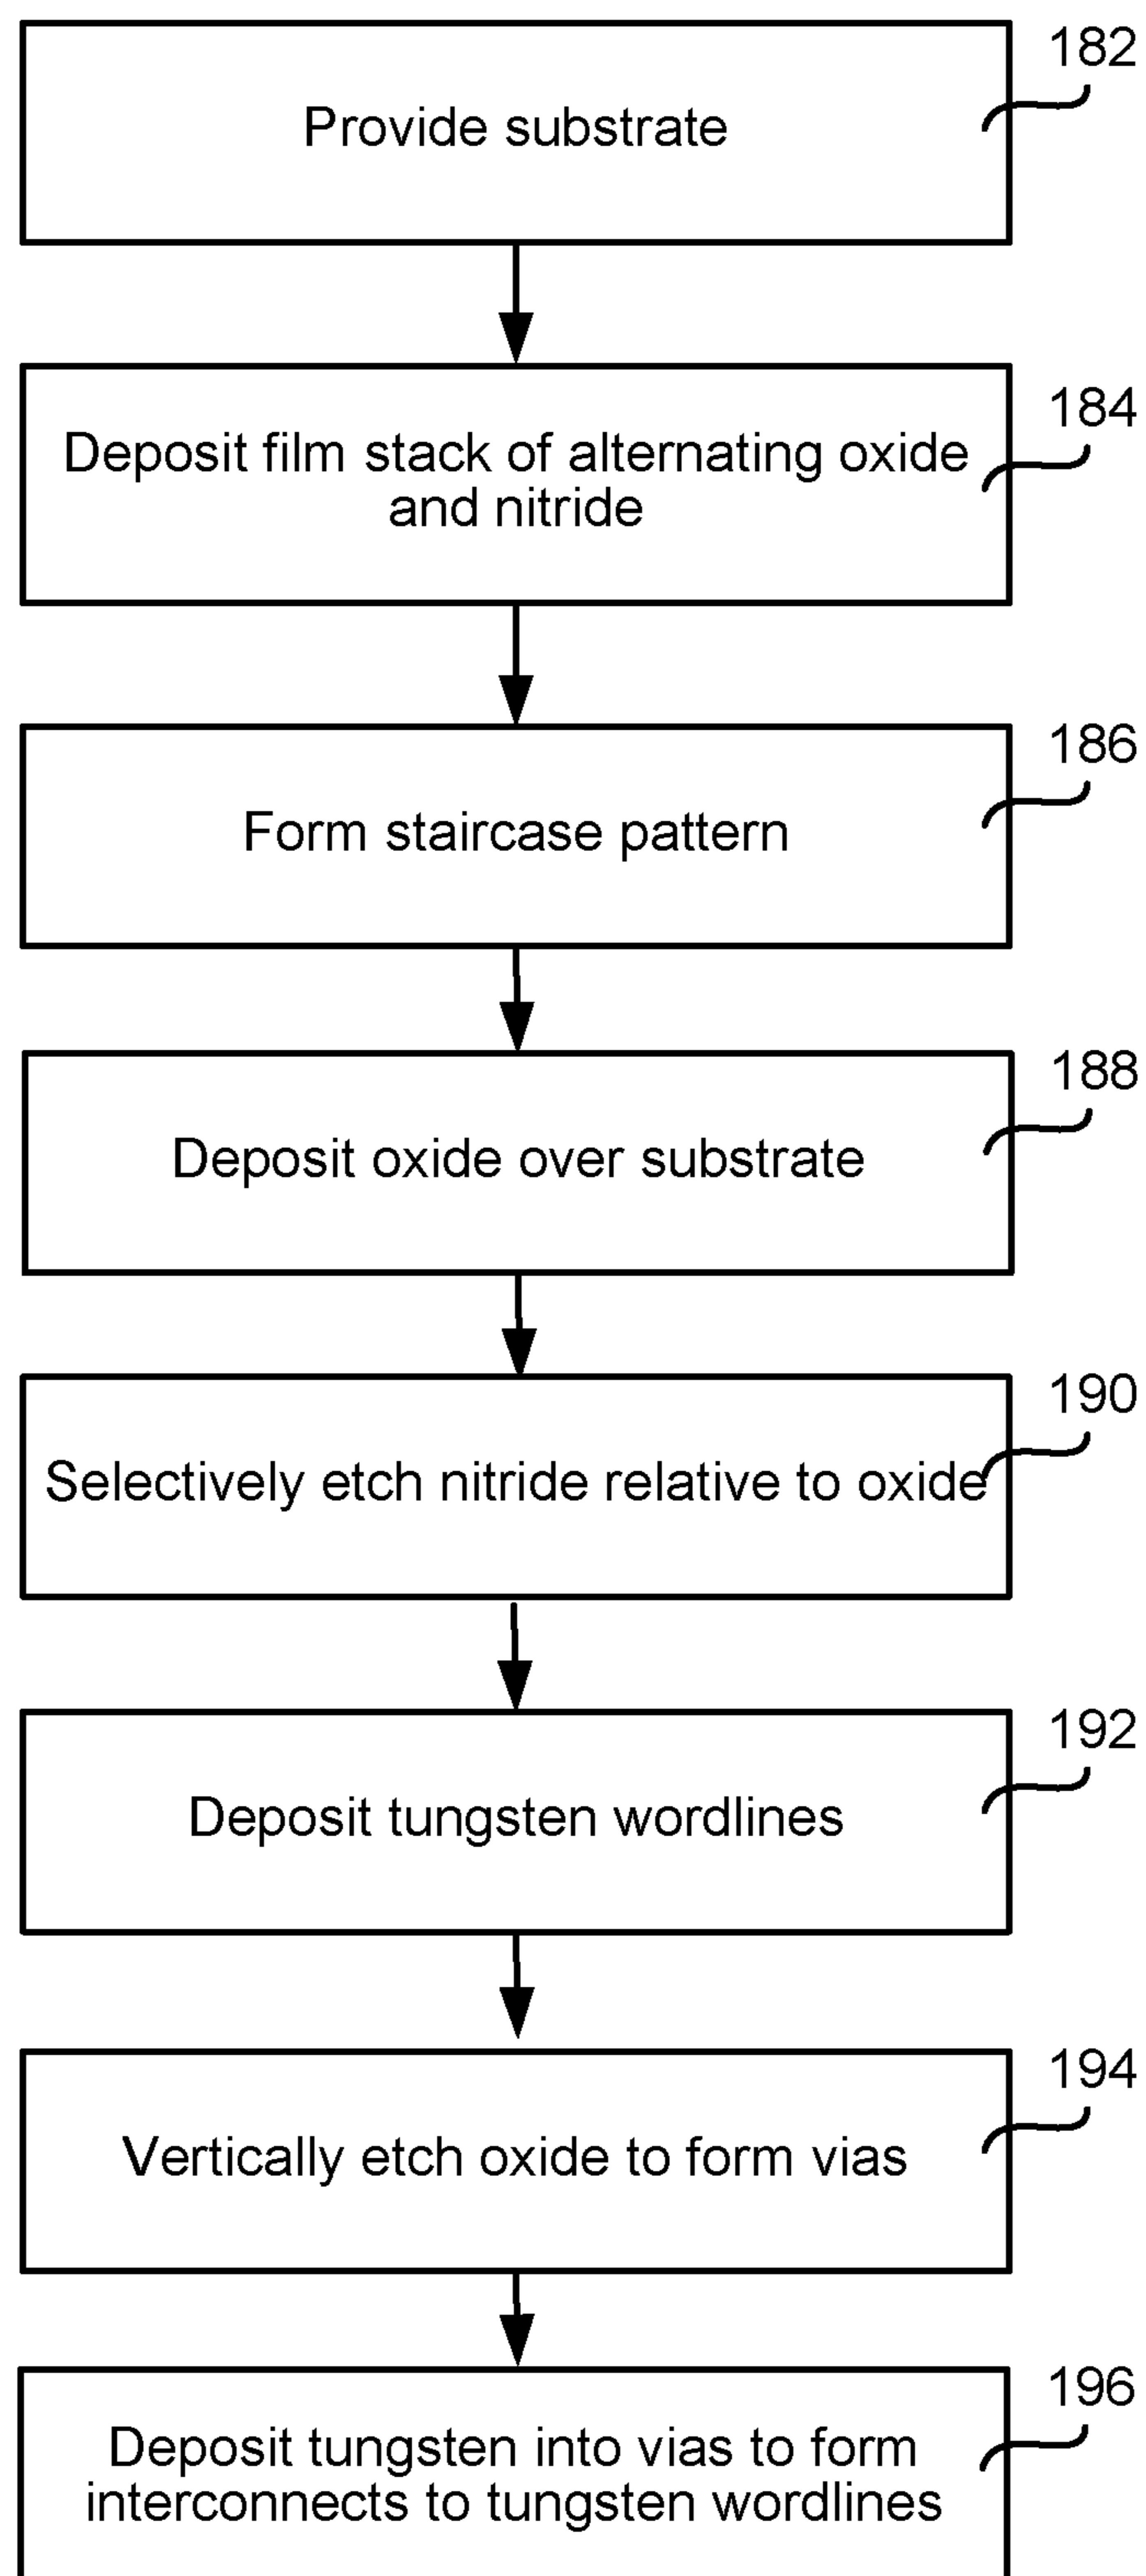 182
Provide substrate
184
Deposit film stack of alternating oxide
and nitride
186
Form staircase pattern
188
Deposit oxide over substrate
190
Selectively etch nitride relative to oxide
192
Deposit tungsten wordlines
194
Vertically etch oxide to form vias
196
Deposit tungsten into vias to form
interconnects to tungsten wordlines